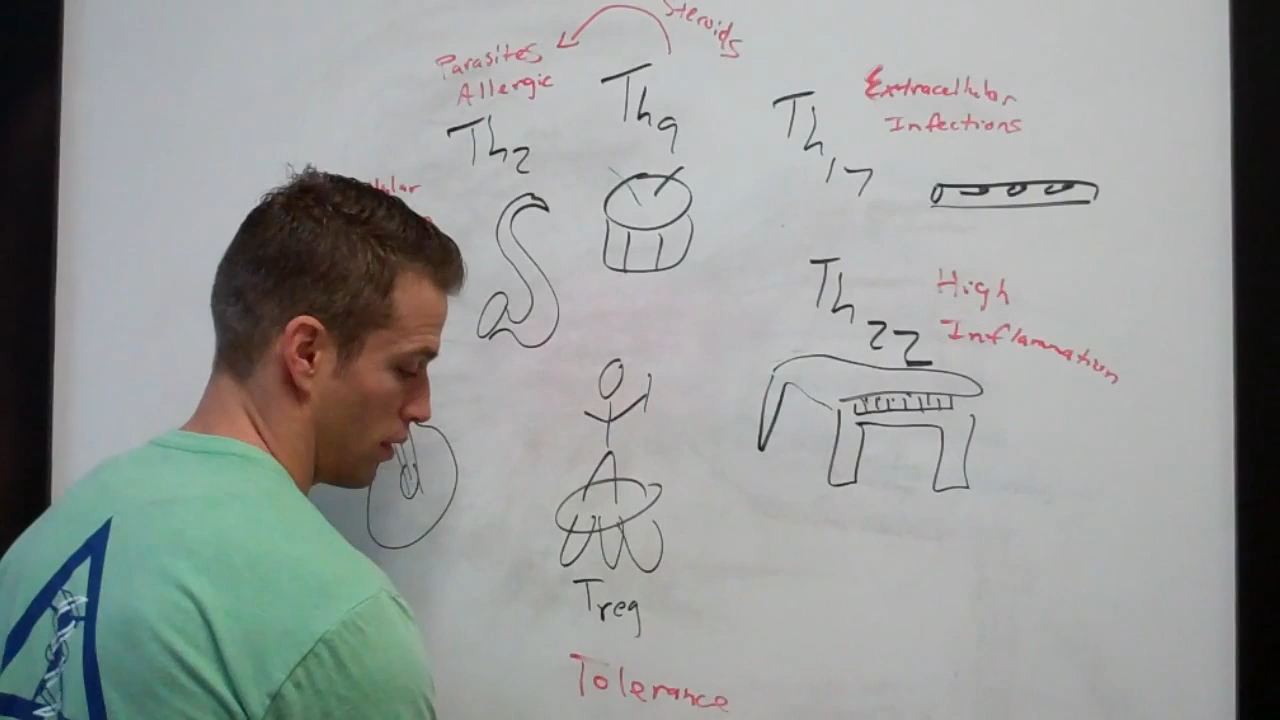 Steroids
Parasites
Allergic
Th9
Th2
Th17
Extracellular
Infections
Th22
High
Inflammation
Treg
Tolerance